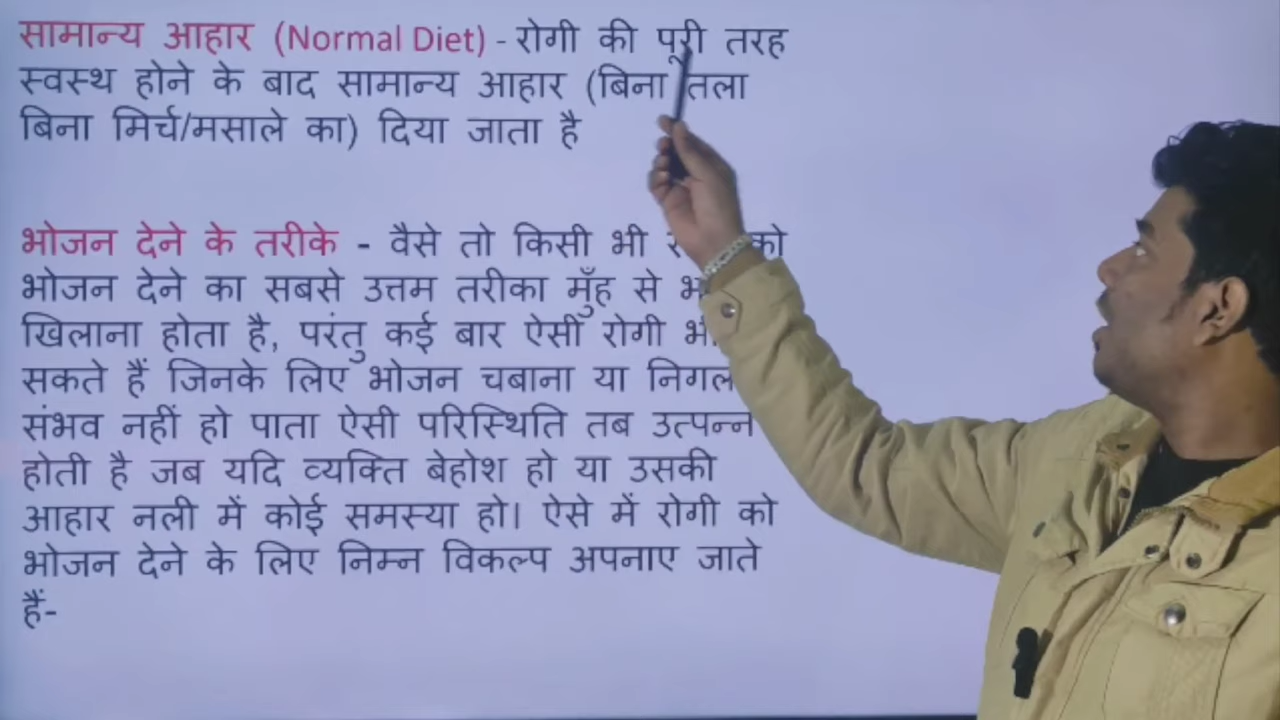 सामान्य आहार (Normal Diet) - रोगी की पूरी तरह
स्वस्थ होने के बाद सामान्य आहार (बिना तला
बिना मिर्च/मसाले का) दिया जाता है
भोजन देने के तरीके - वैसे तो किसी भी को
भोजन देने का सबसे उत्तम तरीका मुँह से
खिलाना होता है, परंतु कई बार ऐसी रोगी
सकते हैं जिनके लिए भोजन चबाना या
संभव नहीं हो पाता ऐसी परिस्थिति तब उत्पन्न
होती है जब यदि व्यक्ति बेहोश हो या उसकी
आहार नली में कोई समस्या हो। ऐसे में रोगी को
भोजन देने के लिए निम्न विकल्प अपनाए जाते
हैं-